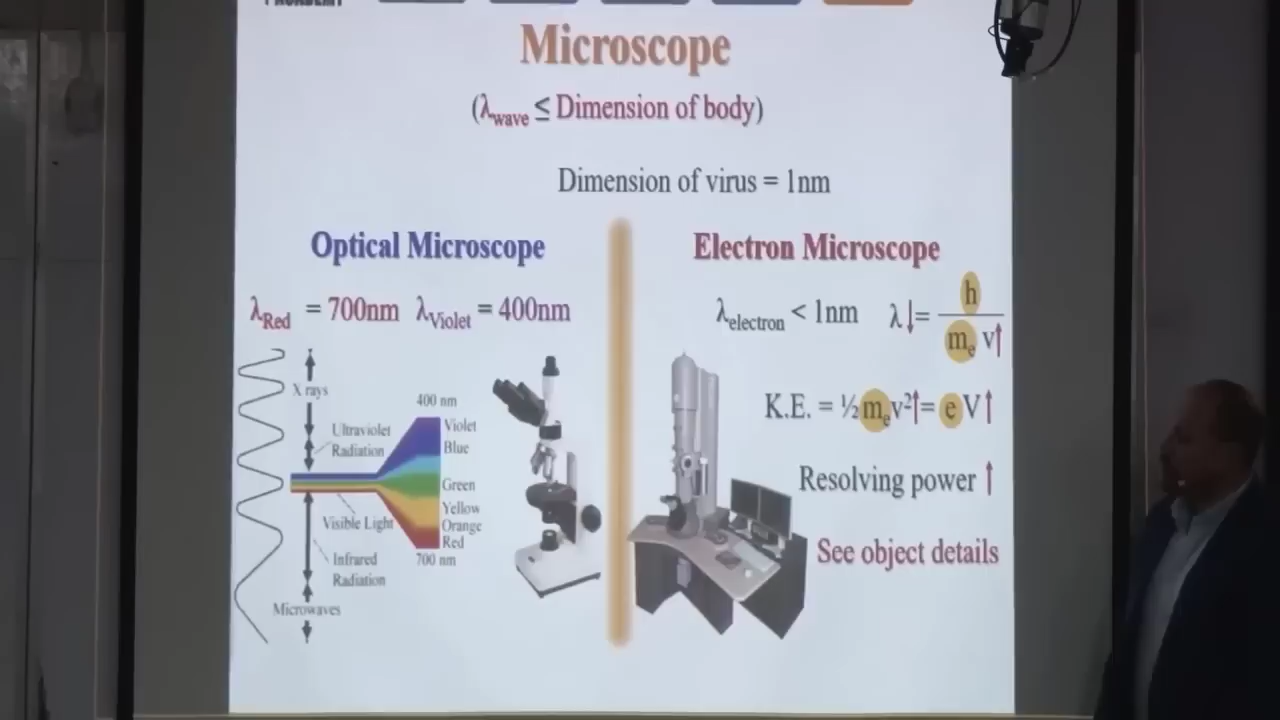 ACADEMY
Microscope
(λwave ≤ Dimension of body)
Dimension of virus = 1nm
Optical Microscope
λRed = 700nm λViolet = 400nm
X rays
Ultraviolet
Radiation
Visible Light
Infrared
Radiation
Microwaves
400 nm
Violet
Blue
Green
Yellow
Orange
Red
700 nm
Electron Microscope
λelectron < 1nm λ↓= h / mₑ v↑
K.E. = ½ mₑv²↑= e V↑
Resolving power ↑
See object details